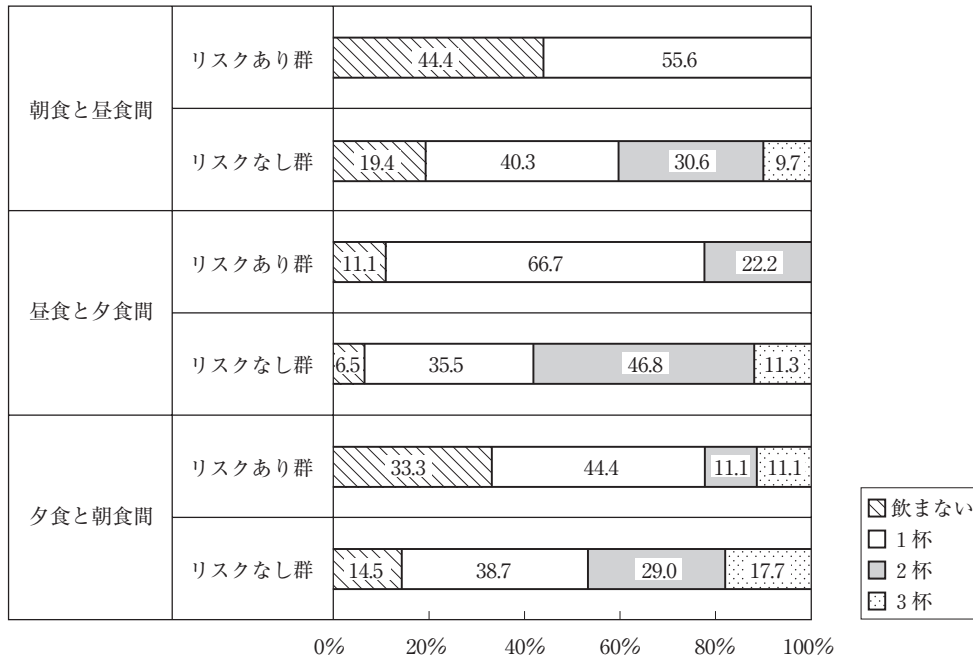 朝食と昼食間
リスクあり群
44.4
55.6
リスクなし群
19.4
40.3
30.6
9.7
昼食と夕食間
リスクあり群
11.1
66.7
22.2
リスクなし群
6.5
35.5
46.8
11.3
夕食と朝食間
リスクあり群
33.3
44.4
11.1
11.1
リスクなし群
14.5
38.7
29.0
17.7
0%
20%
40%
60%
80%
100%
飲まない
1杯
2杯
3杯